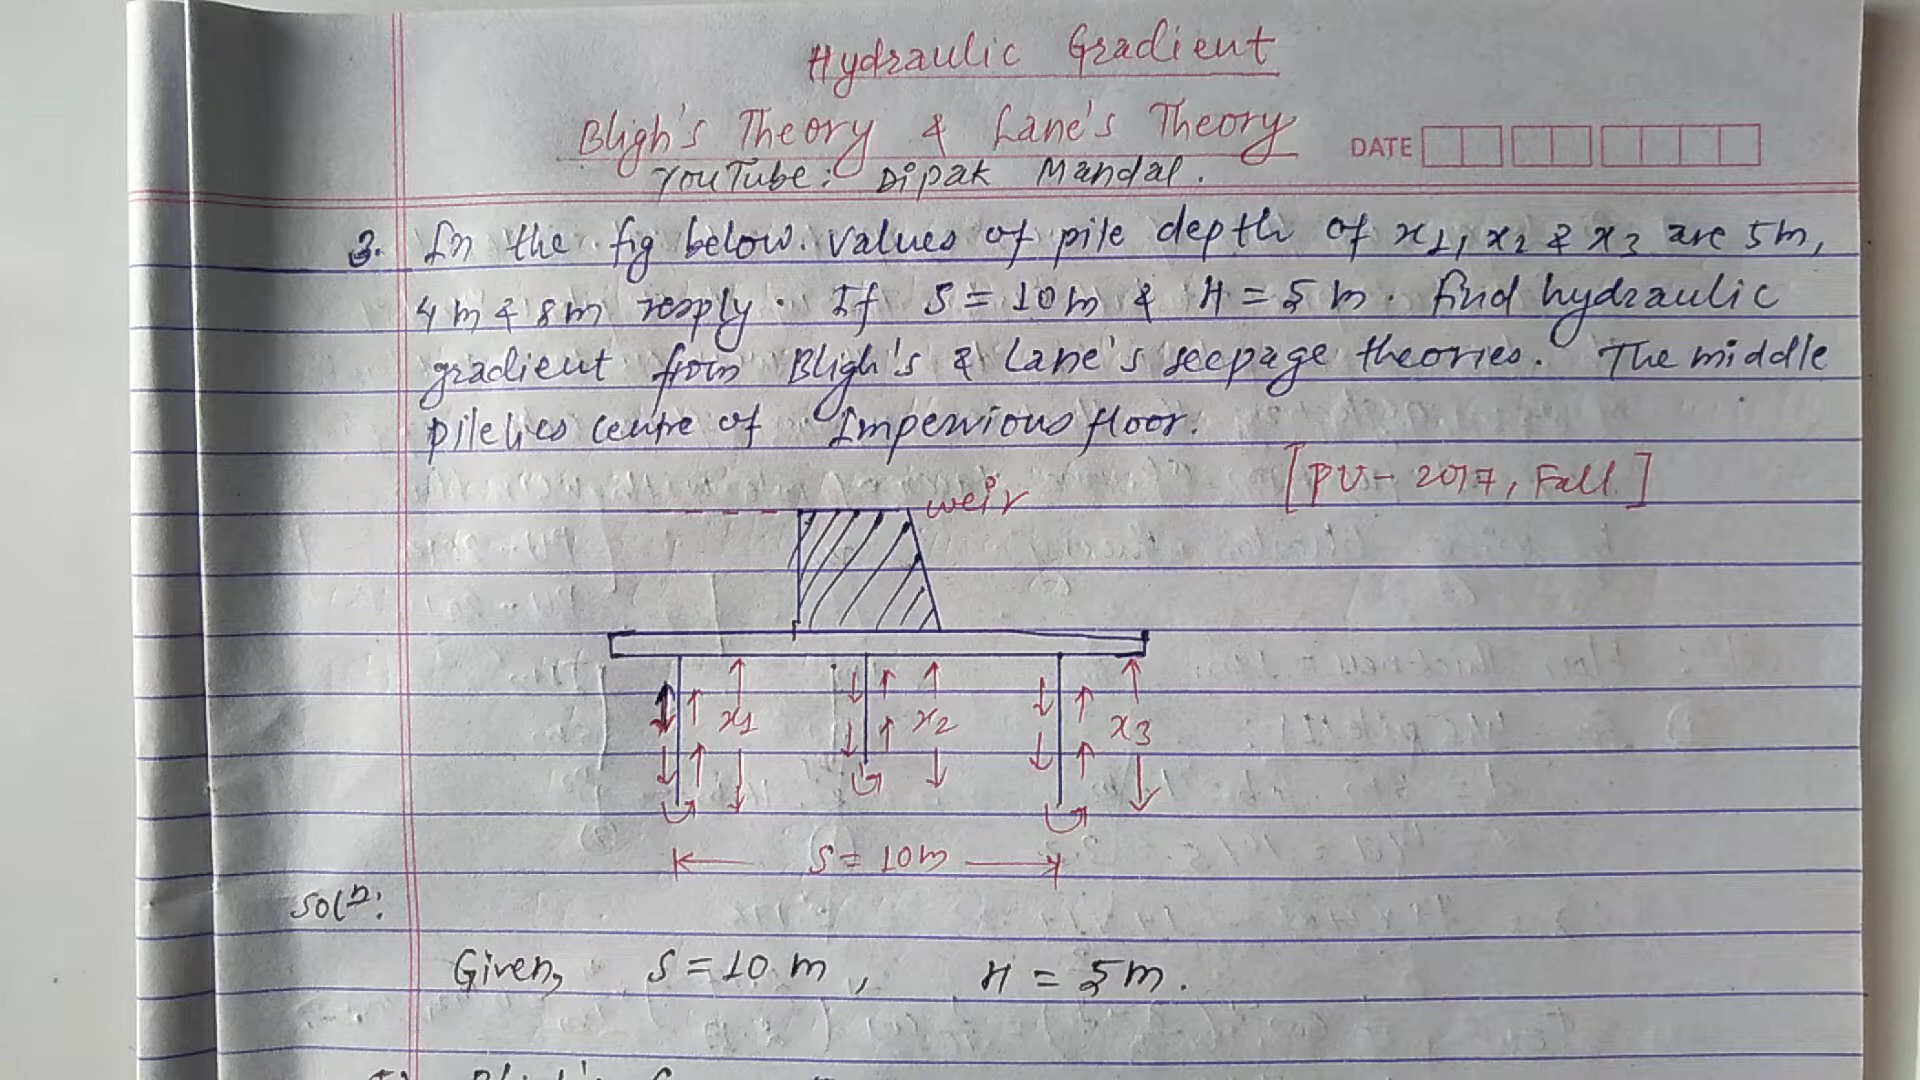 Hydraulic Gradient
Bligh's Theory & Lane's Theory
DATE
YouTube: Dipak Mandal.
3. In the fig below. values of pile depth of x1, x2 & x3 are 5m,
4m & 8m resply. If S = 10m & H = 5m. find hydraulic
gradient from Bligh's & Lane's seepage theories. The middle
pile lies centre of Impervious floor.
[PU - 2017, Fall]
weir
x1
x2
x3
S = 10m
Soln:
Given, S = 10 m, H = 5m.